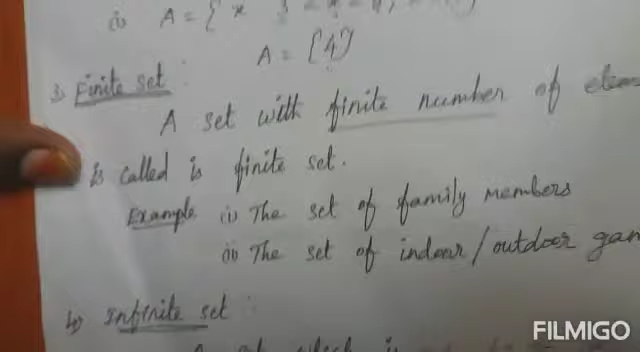 A = {
A = {4}
3) Finite set :
A set with finite number of
is called is finite set.
Example (i) The set of family members
(ii) The set of indoor / outdoor
4) Infinite set :
FILMIGO